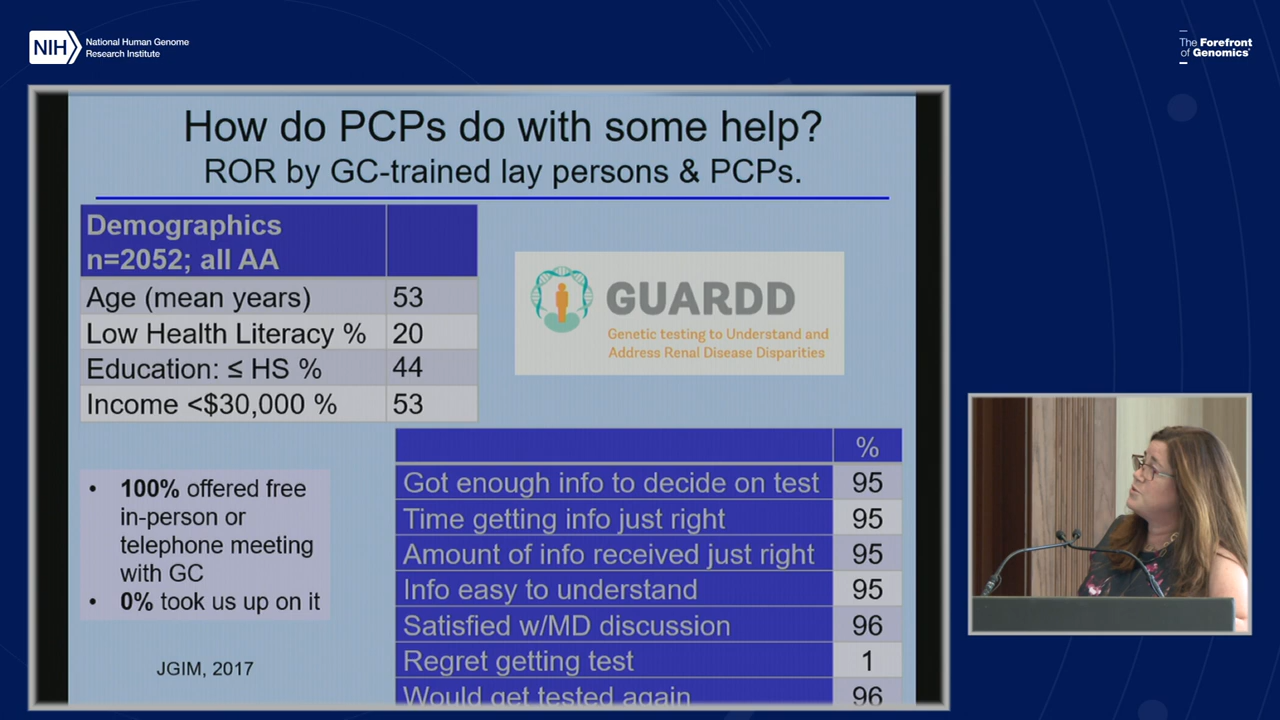 NIH
National Human Genome
Research Institute
The Forefront
of Genomics®
How do PCPs do with some help?
ROR by GC-trained lay persons & PCPs.
Demographics
n=2052; all AA
Age (mean years) 53
Low Health Literacy % 20
Education: ≤ HS % 44
Income <$30,000 % 53
GUARDD
Genetic testing to Understand and
Address Renal Disease Disparities
• 100% offered free
in-person or
telephone meeting
with GC
• 0% took us up on it
JGIM, 2017
%
Got enough info to decide on test 95
Time getting info just right 95
Amount of info received just right 95
Info easy to understand 95
Satisfied w/MD discussion 96
Regret getting test 1
Would get tested again 96